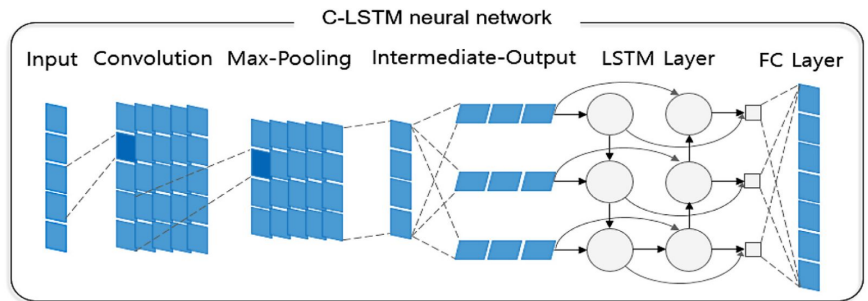 C-LSTM neural network
Input Convolution Max-Pooling Intermediate-Output LSTM Layer FC Layer